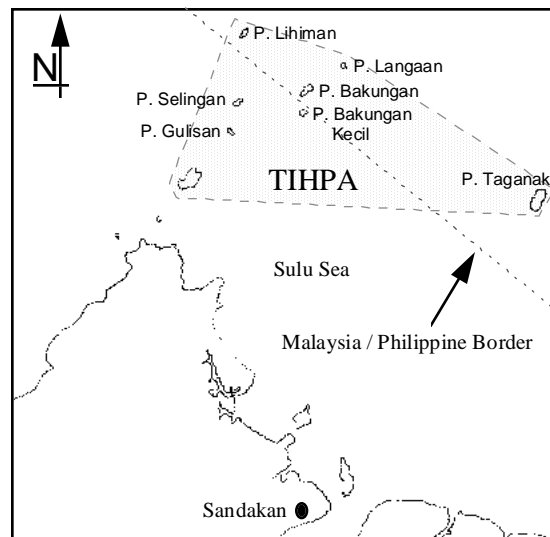 P. Lihiman
N
P. Langaan
P. Bakungan
P. Selingan
P. Bakungan
Kecil
P. Gulisan
TIHPA
P. Taganak
Sulu Sea
Malaysia / Philippine Border
Sandakan